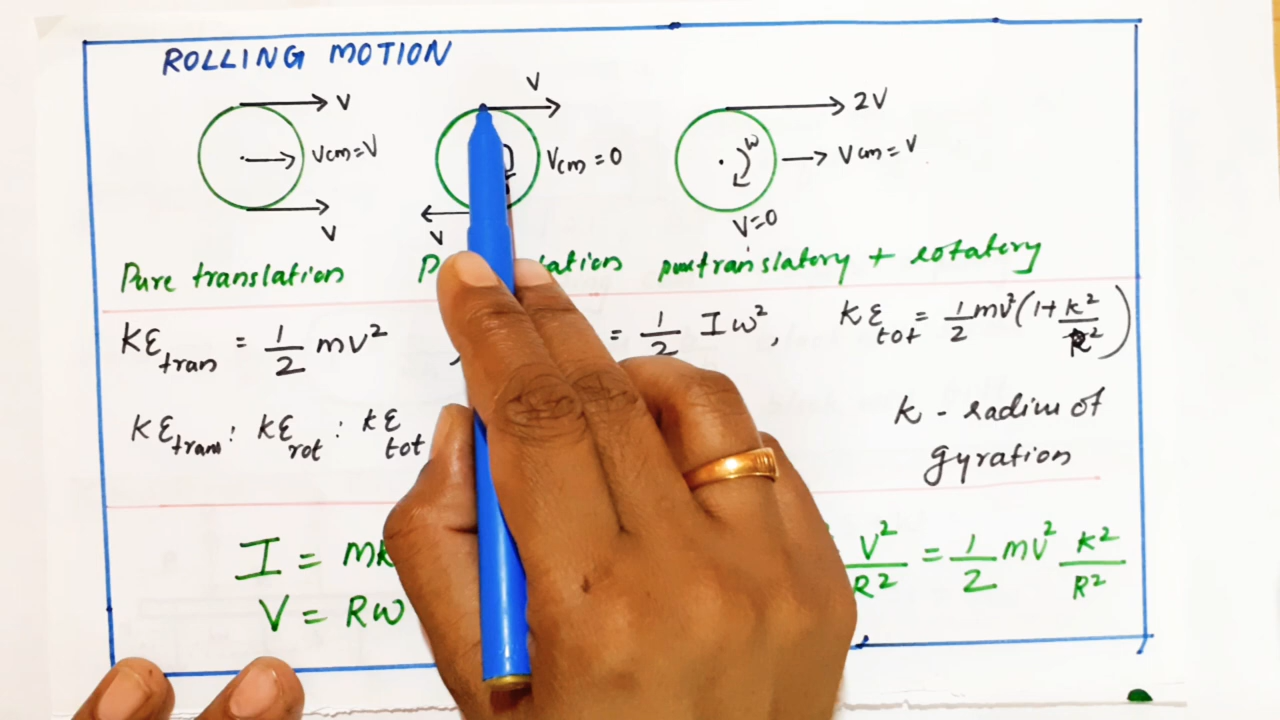 ROLLING MOTION
V V 2V
Vcm=V Vcm=0 ω Vcm=V
V V V=0
Pure translation pure translatory + rotatory
KE tran = 1/2 mv² , = 1/2 Iω² , KE tot = 1/2 mv² (1+ k²/R²)
KE tran : KE rot : KE tot
k - radius of
gyration
I =
V²/R² = 1/2 mv² k²/R²
V = Rω